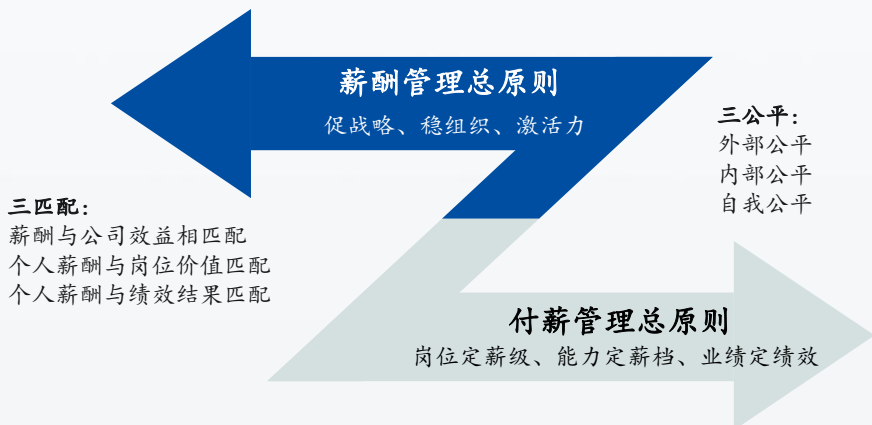 薪酬管理总原则
促战略、稳组织、激活力
三公平：
外部公平
内部公平
自我公平
三匹配：
薪酬与公司效益相匹配
个人薪酬与岗位价值匹配
个人薪酬与绩效结果匹配
付薪管理总原则
岗位定薪级、能力定薪档、业绩定绩效